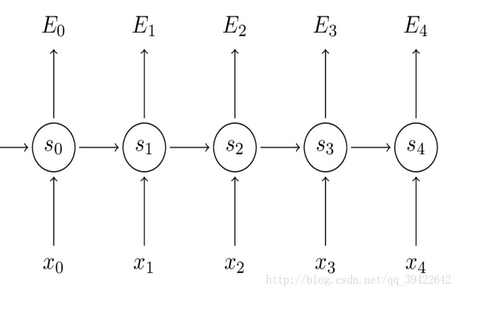 E0 E1 E2 E3 E4
s0 s1 s2 s3 s4
x0 x1 x2 x3 x4
http://blog.csdn.net/qq_39422642